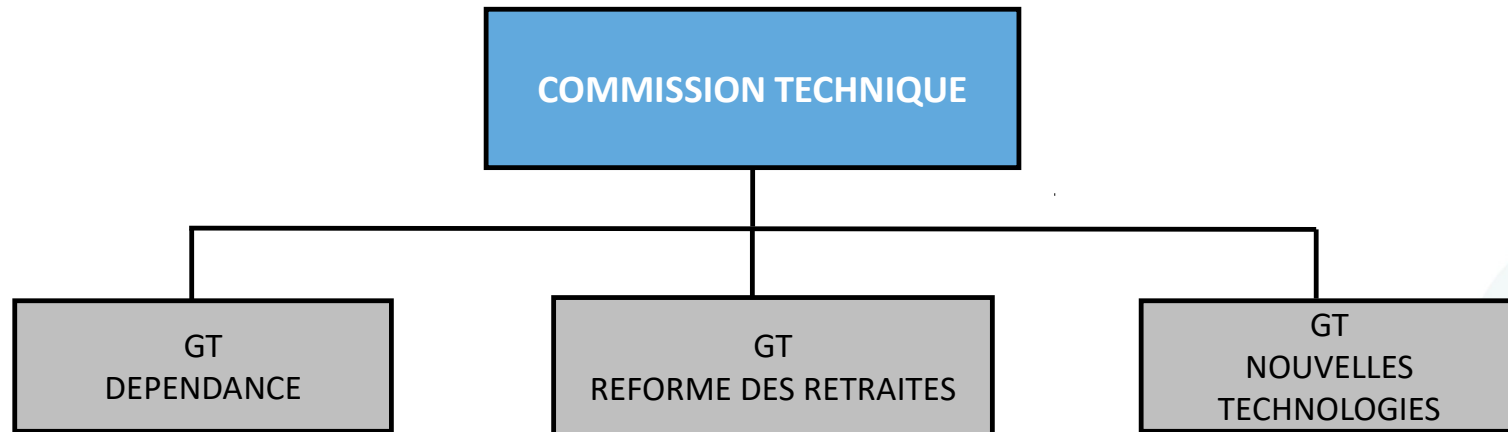 COMMISSION TECHNIQUE
GT
DEPENDANCE
GT
REFORME DES RETRAITES
GT
NOUVELLES
TECHNOLOGIES